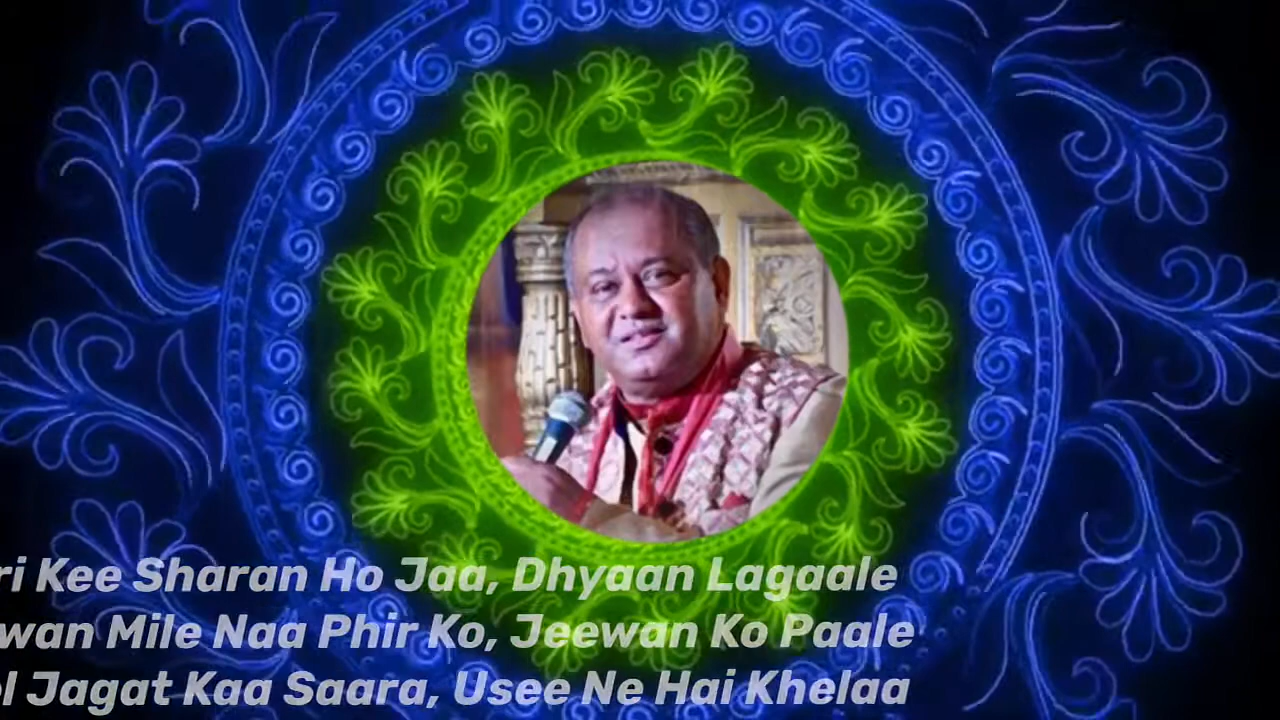 ri Kee Sharan Ho Jaa, Dhyaan Lagaale
wan Mile Naa Phir Ko, Jeewan Ko Paale
l Jagat Kaa Saara, Usee Ne Hai Khelaa